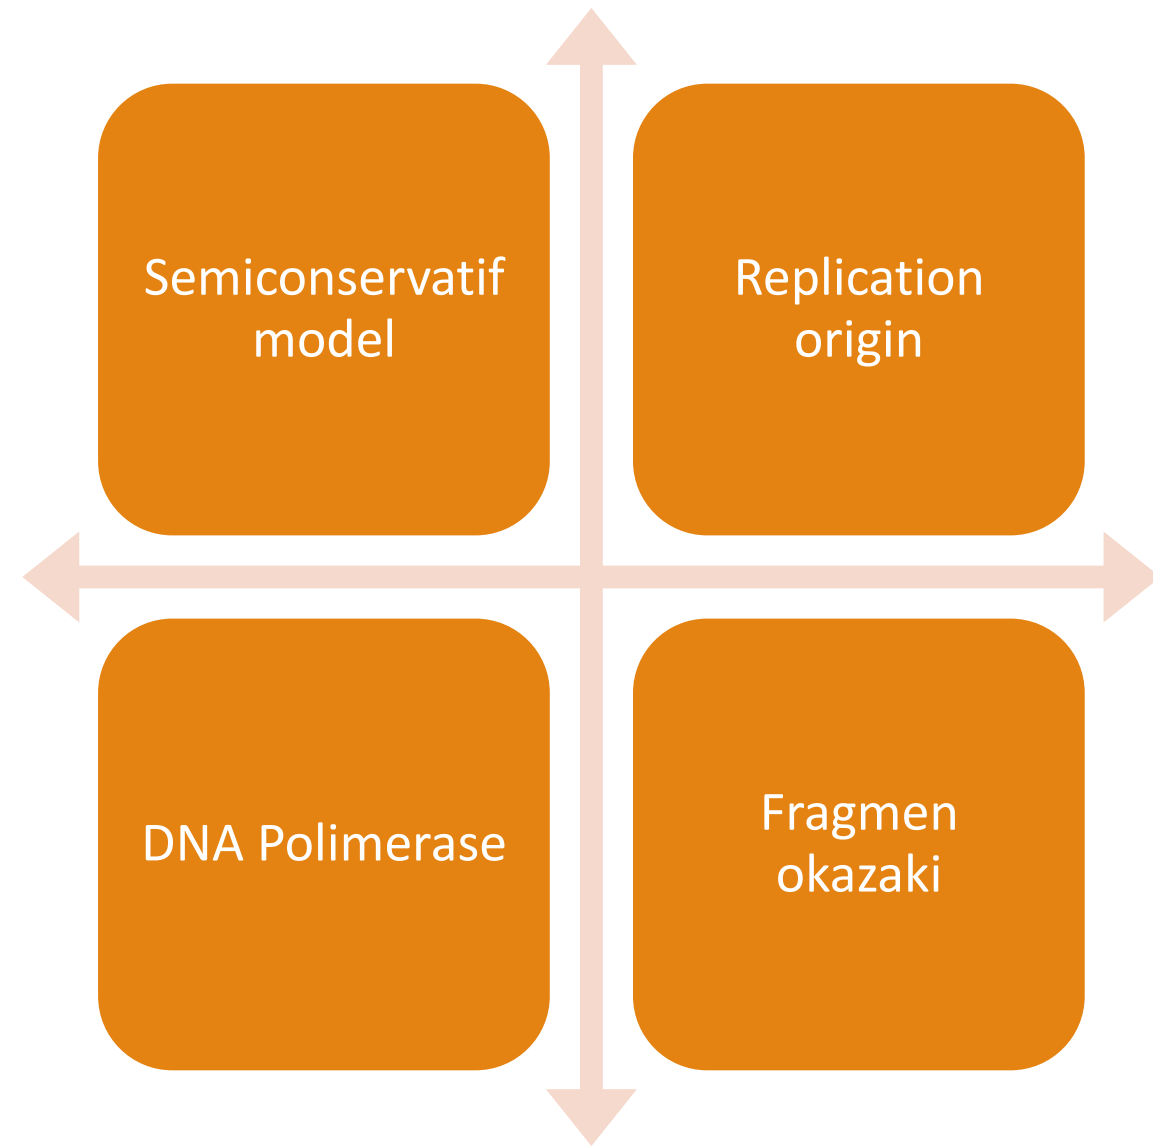 Semiconservatif
model
Replication
origin
DNA Polimerase
Fragmen
okazaki